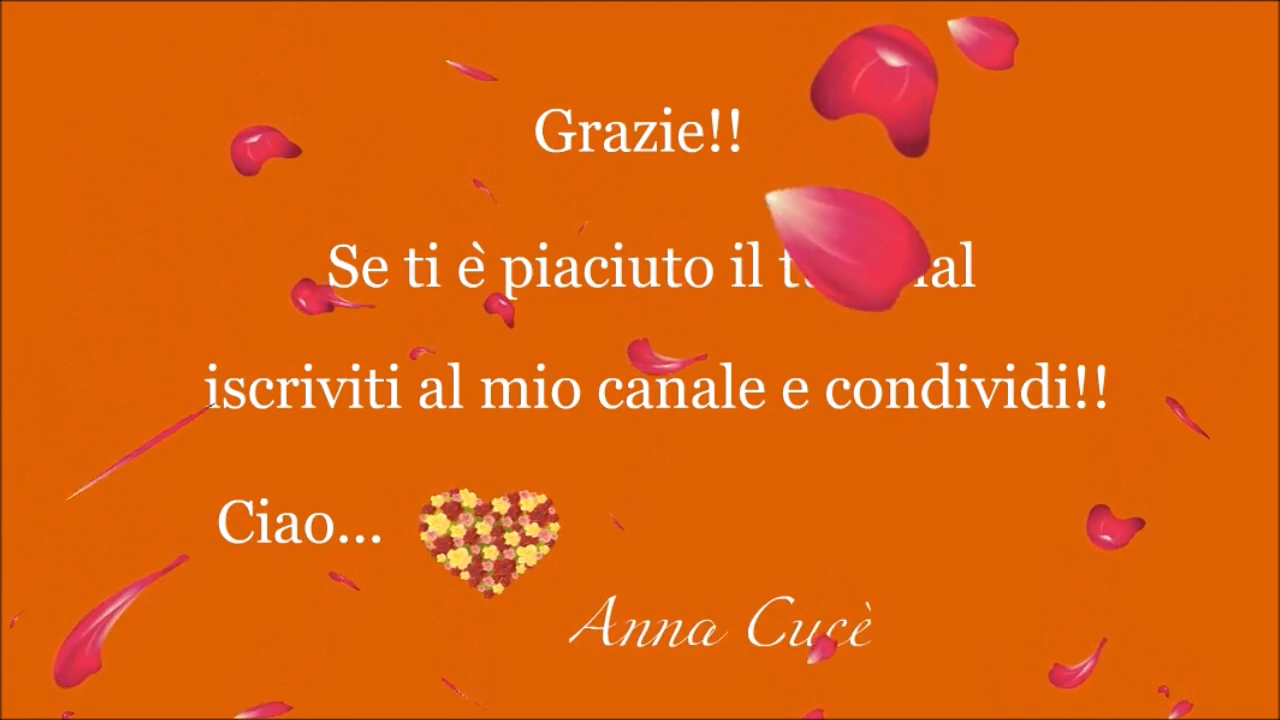 Grazie!!
Se ti è piaciuto il
iscriviti al mio canale e condividi!!
Ciao...
Anna Cucè